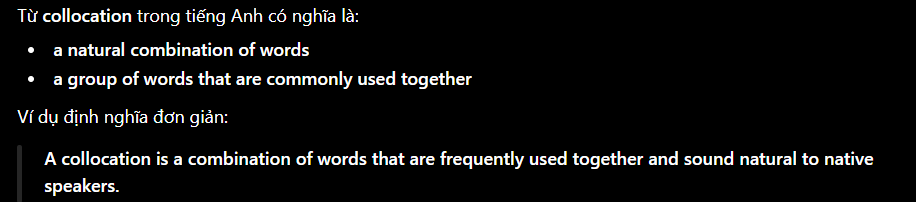 Từ collocation trong tiếng Anh có nghĩa là:
• a natural combination of words
• a group of words that are commonly used together
Ví dụ định nghĩa đơn giản:
A collocation is a combination of words that are frequently used together and sound natural to native
speakers.